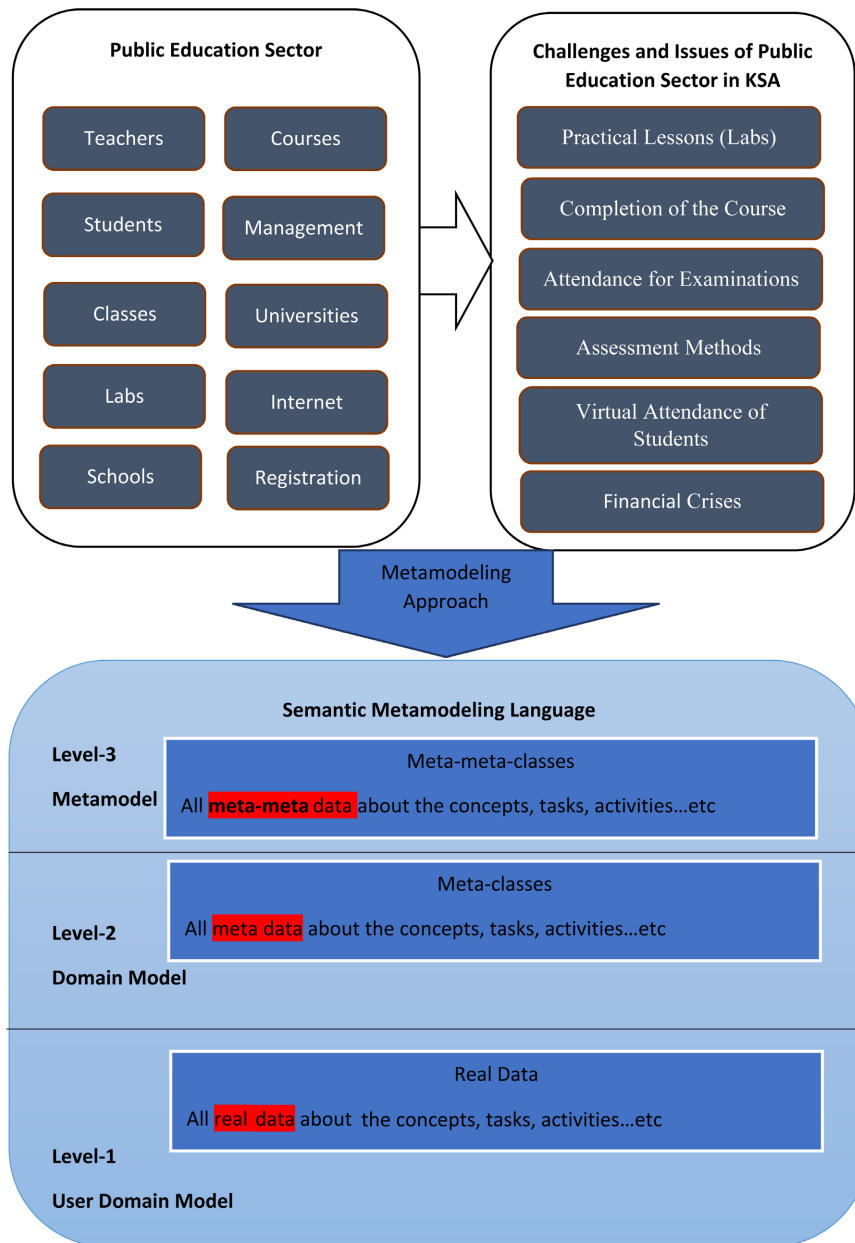 Public Education Sector
Teachers
Courses
Students
Management
Classes
Universities
Labs
Internet
Schools
Registration
Challenges and Issues of Public
Education Sector in KSA
Practical Lessons (Labs)
Completion of the Course
Attendance for Examinations
Assessment Methods
Virtual Attendance of
Students
Financial Crises
Metamodeling
Approach
Semantic Metamodeling Language
Level-3
Metamodel
Meta-meta-classes
All meta-meta data about the concepts, tasks, activities...etc
Level-2
Domain Model
Meta-classes
All meta data about the concepts, tasks, activities...etc
Level-1
User Domain Model
Real Data
All real data about the concepts, tasks, activities...etc